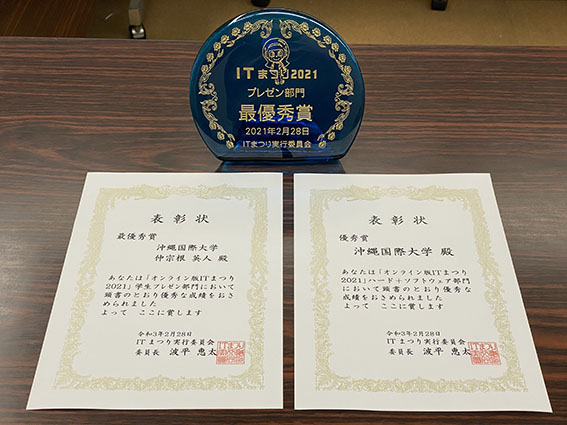 ITまつり2021
プレゼン部門
最優秀賞
2021年2月28日
ITまつり実行委員会
表彰状
最優秀賞
沖縄国際大学
仲宗根 英人 殿
あなたは「オンライン版ITまつり
2021」学生プレゼン部門において
頭書のとおり優秀な成績をおさ
められました
よって ここに賞します
令和3年2月28日
ITまつり実行委員会
委員長 波平 恵太
表彰状
優秀賞
沖縄国際大学 殿
あなたは「オンライン版ITまつり
2021」ハード+ソフトウェア部門
において頭書のとおり優秀な
成績をおさめられました
よって ここに賞します
令和3年2月28日
ITまつり実行委員会
委員長 波平 恵太